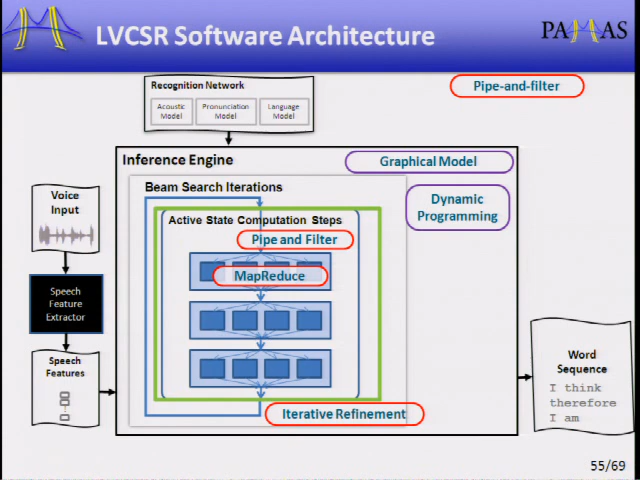 LVCSR Software Architecture
PAMAS
Recognition Network
Pipe-and-filter
Acoustic
Model
Pronunciation
Model
Language
Model
Inference Engine
Graphical Model
Beam Search Iterations
Dynamic
Programming
Voice
Input
Active State Computation Steps
Pipe and Filter
MapReduce
Speech
Feature
Extractor
Speech
Features
Word
Sequence
I think
therefore
I am
Iterative Refinement
55/69